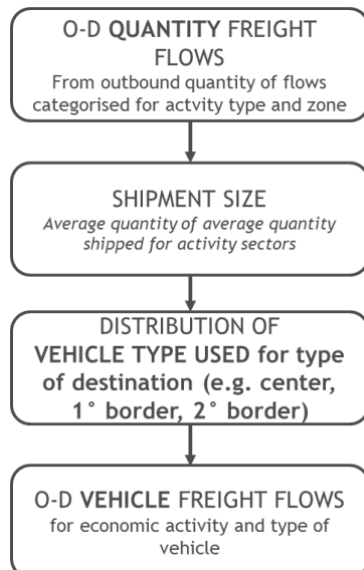 O-D QUANTITY FREIGHT
FLOWS
From outbound quantity of flows
categorised for actvity type and zone
SHIPMENT SIZE
Average quantity of average quantity
shipped for activity sectors
DISTRIBUTION OF
VEHICLE TYPE USED for type
of destination (e.g. center,
1° border, 2° border)
O-D VEHICLE FREIGHT FLOWS
for economic activity and type of
vehicle